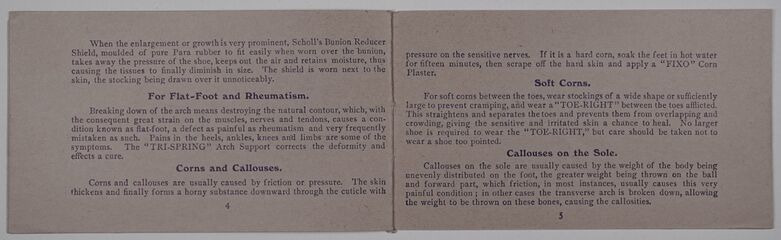 When the enlargement or growth is very prominent, Scholl's Bunion Reducer
Shield, moulded of pure Para rubber to fit easily when worn over the bunion,
takes away the pressure of the shoe, keeps out the air and retains moisture, thus
causing the tissues to finally diminish in size. The shield is worn next to the
skin, the stocking being drawn over it unnoticeably.
For Flat-Foot and Rheumatism.
Breaking down of the arch means destroying the natural contour, which, with
the consequent great strain on the muscles, nerves and tendons, causes a con-
dition known as flat-foot, a defect as painful as rheumatism and very frequently
mistaken as such. Pains in the heels, ankles, knees and limbs are some of the
symptoms. The "TRI-SPRING" Arch Support corrects the deformity and
effects a cure.
Corns and Callouses.
Corns and callouses are usually caused by friction or pressure. The skin
thickens and finally forms a horny substance downward through the cuticle with
4
pressure on the sensitive nerves. If it is a hard corn, soak the feet in hot water
for fifteen minutes, then scrape off the hard skin and apply a "FIXO" Corn
Plaster.
Soft Corns.
For soft corns between the toes, wear stockings of a wide shape or sufficiently
large to prevent cramping, and wear a "TOE-RIGHT" between the toes afflicted.
This straightens and separates the toes and prevents them from overlapping and
crowding, giving the sensitive and irritated skin a chance to heal. No larger
shoe is required to wear the "TOE-RIGHT," but care should be taken not to
wear a shoe too pointed.
Callouses on the Sole.
Callouses on the sole are usually caused by the weight of the body being
unevenly distributed on the foot, the greater weight being thrown on the ball
and forward part, which friction, in most instances, usually causes this very
painful condition; in other cases the transverse arch is broken down, allowing
the weight to be thrown on these bones, causing the callosities.
5